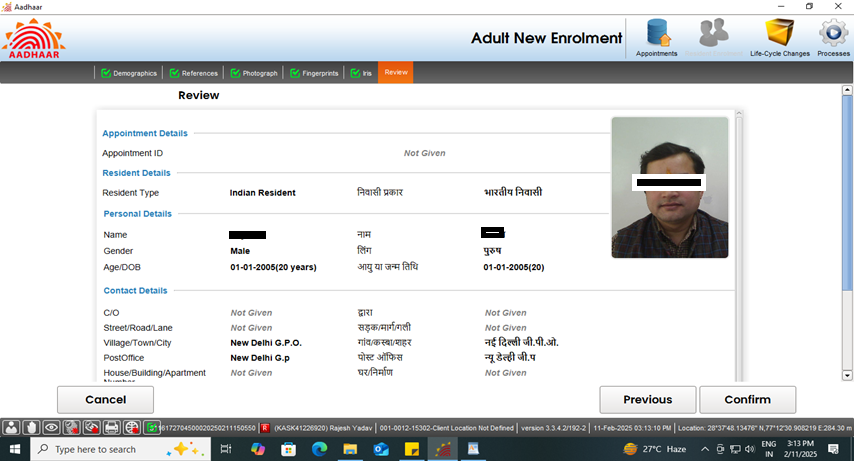 Aadhaar
AADHAAR
Adult New Enrolment
Appointments
Life-Cycle Changes
Processes
Demographics
References
Photograph
Fingerprints
Iris
Review
Review
Appointment Details
Appointment ID Not Given
Resident Details
Resident Type Indian Resident निवासी प्रकार भारतीय निवासी
Personal Details
Name नाम
Gender Male लिंग पुरुष
Age/DOB 01-01-2005(20 years) आयु या जन्म तिथि 01-01-2005(20)
Contact Details
C/O Not Given द्वारा Not Given
Street/Road/Lane Not Given सड़क/मार्ग/गली Not Given
Village/Town/City New Delhi G.P.O. गांव/कस्बा/शहर नई दिल्ली जी.पी.ओ.
PostOffice New Delhi G.p पोस्ट ऑफिस न्यू डेल्ही जी.प
House/Building/Apartment Not Given घर/निर्माण Not Given
Number
Cancel
Previous
Confirm
R (KASK41226920) Rajesh Yadav 001-0012-15302-Client Location Not Defined version 3.3.4.2/192-2 11-Feb-2025 03:13:10 PM Location: 28°37'48.13476" N,77°12'30.908219 E:284.30 m
Type here to search
27°C Haze
ENG
IN
3:13 PM
2/11/2025